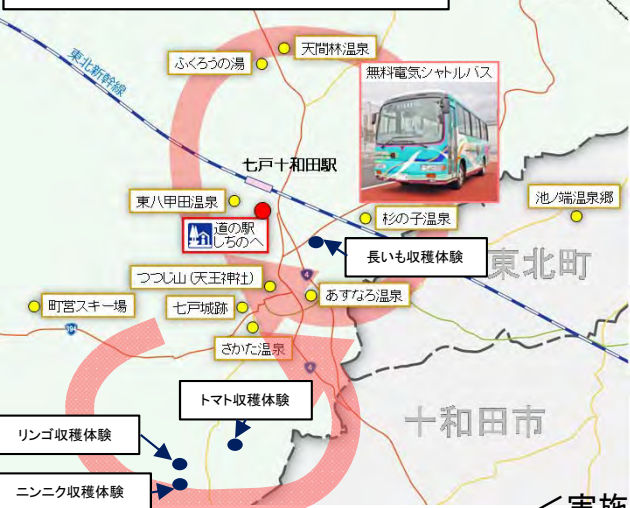 天間林温泉
ふくろうの湯
東北新幹線
無料電気シャトルバス
七戸十和田駅
東八甲田温泉
道の駅
しちのへ
杉の子温泉
池ノ端温泉郷
長いも収穫体験
東北町
つつじ山(天王神社)
4
あすなろ温泉
町営スキー場
七戸城跡
394
さかた温泉
4
トマト収穫体験
十和田市
リンゴ収穫体験
ニンニク収穫体験
<実施